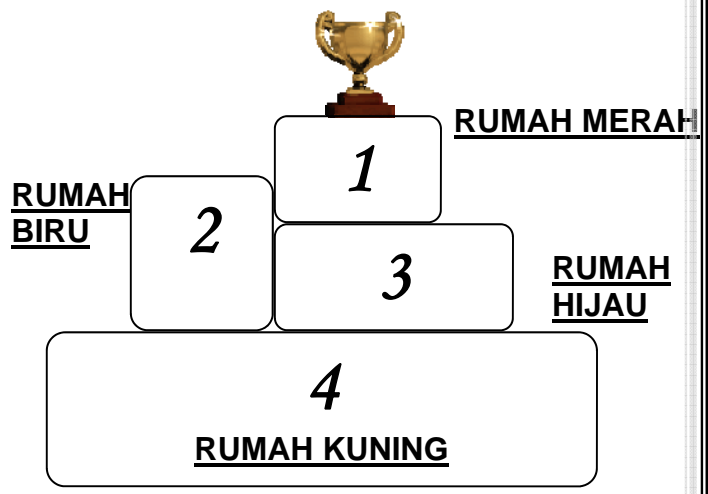 RUMAH MERAH
1
RUMAH
BIRU
2
3
RUMAH
HIJAU
4
RUMAH KUNING